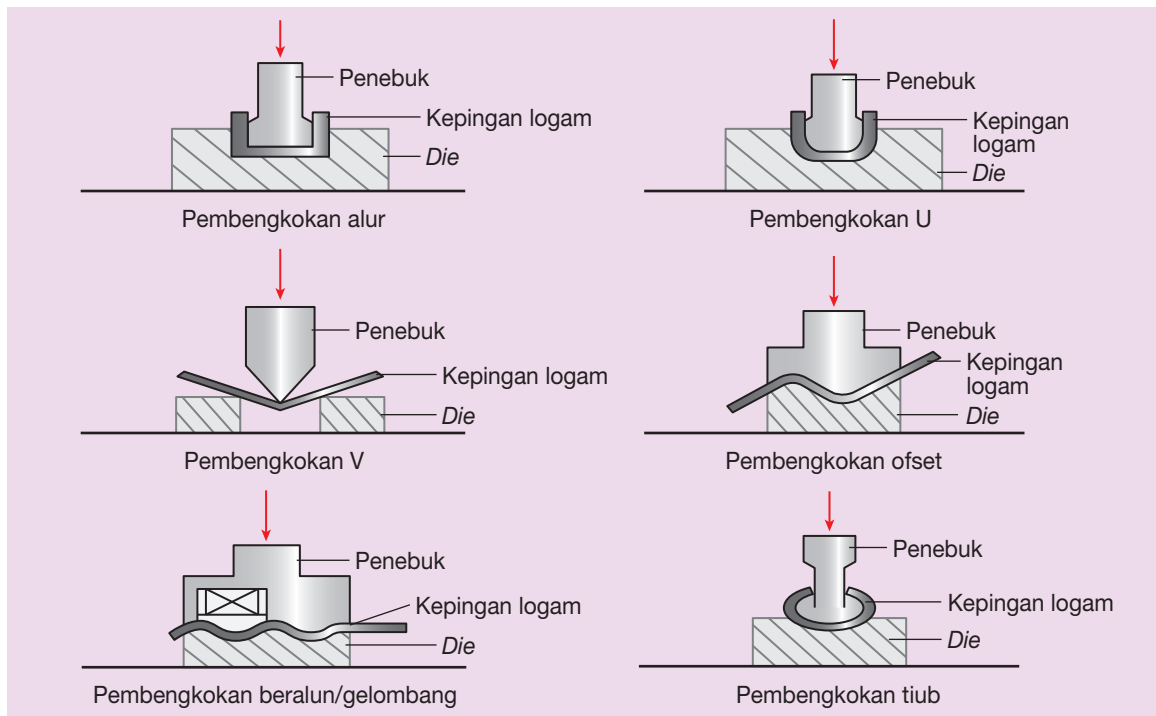 Penebuk
Kepingan logam
Die
Pembengkokan alur
Penebuk
Kepingan
logam
Die
Pembengkokan U
Penebuk
Kepingan logam
Die
Pembengkokan V
Penebuk
Kepingan
logam
Die
Pembengkokan ofset
Penebuk
Kepingan logam
Die
Pembengkokan beralun/gelombang
Penebuk
Kepingan logam
Die
Pembengkokan tiub